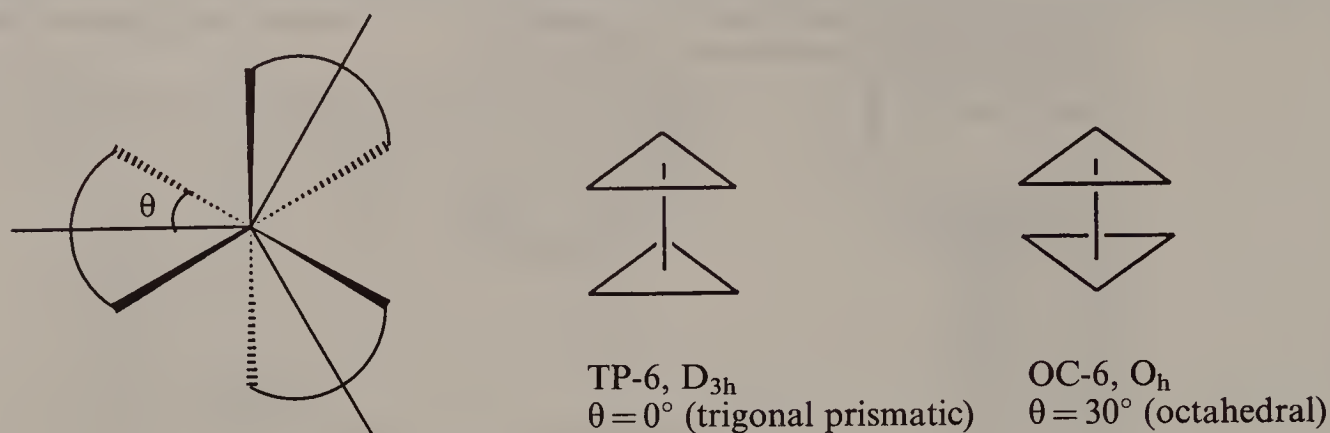 θ
TP-6, D3h
θ = 0° (trigonal prismatic)
OC-6, Oh
θ = 30° (octahedral)